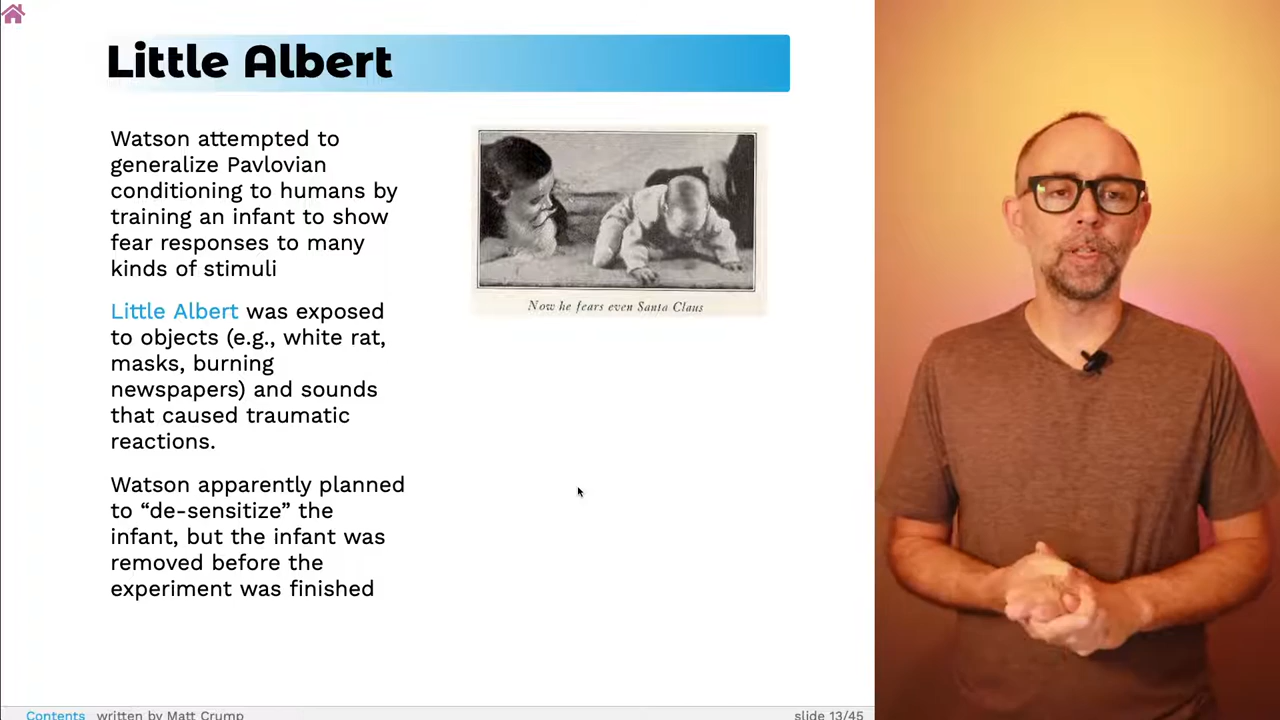 Little Albert
Watson attempted to
generalize Pavlovian
conditioning to humans by
training an infant to show
fear responses to many
kinds of stimuli
Little Albert was exposed
to objects (e.g., white rat,
masks, burning
newspapers) and sounds
that caused traumatic
reactions.
Watson apparently planned
to “de-sensitize” the
infant, but the infant was
removed before the
experiment was finished
Now he fears even Santa Claus
Contents written by Matt Crump
slide 13/45